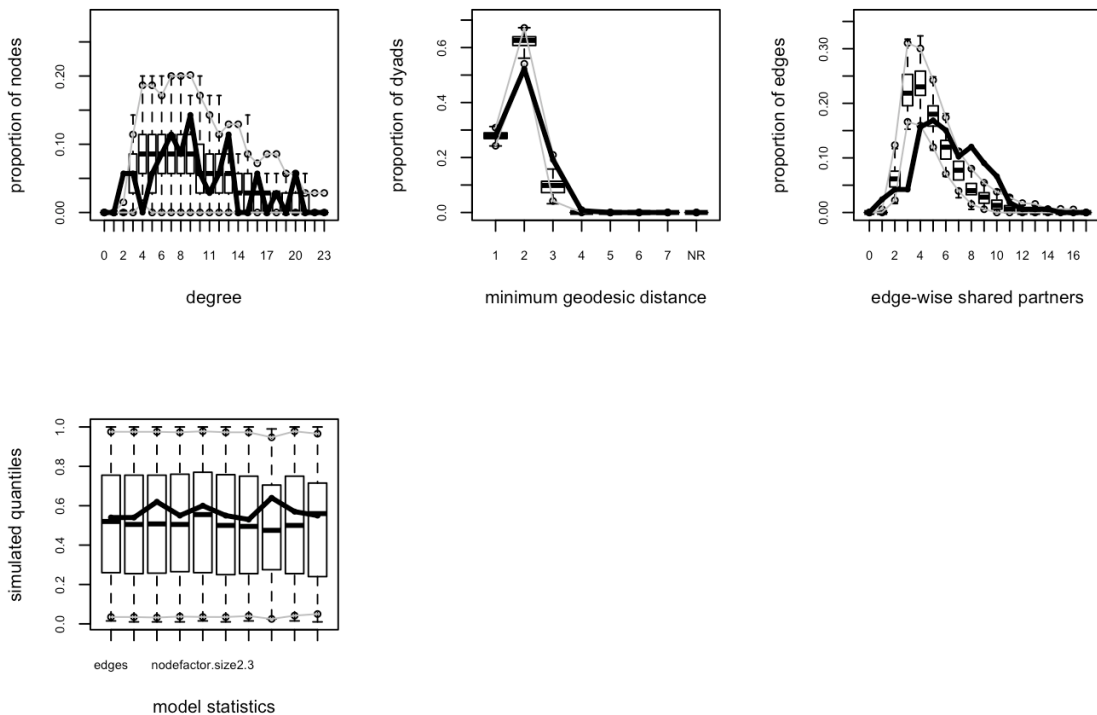 proportion of nodes
0.00 0.10 0.20
0 2 4 6 8 11 14 17 20 23
degree
proportion of dyads
0.0 0.2 0.4 0.6
1 2 3 4 5 6 7 NR
minimum geodesic distance
proportion of edges
0.00 0.10 0.20 0.30
0 2 4 6 8 10 12 14 16
edge-wise shared partners
simulated quantiles
0.0 0.2 0.4 0.6 0.8 1.0
edges nodefactor.size2.3
model statistics